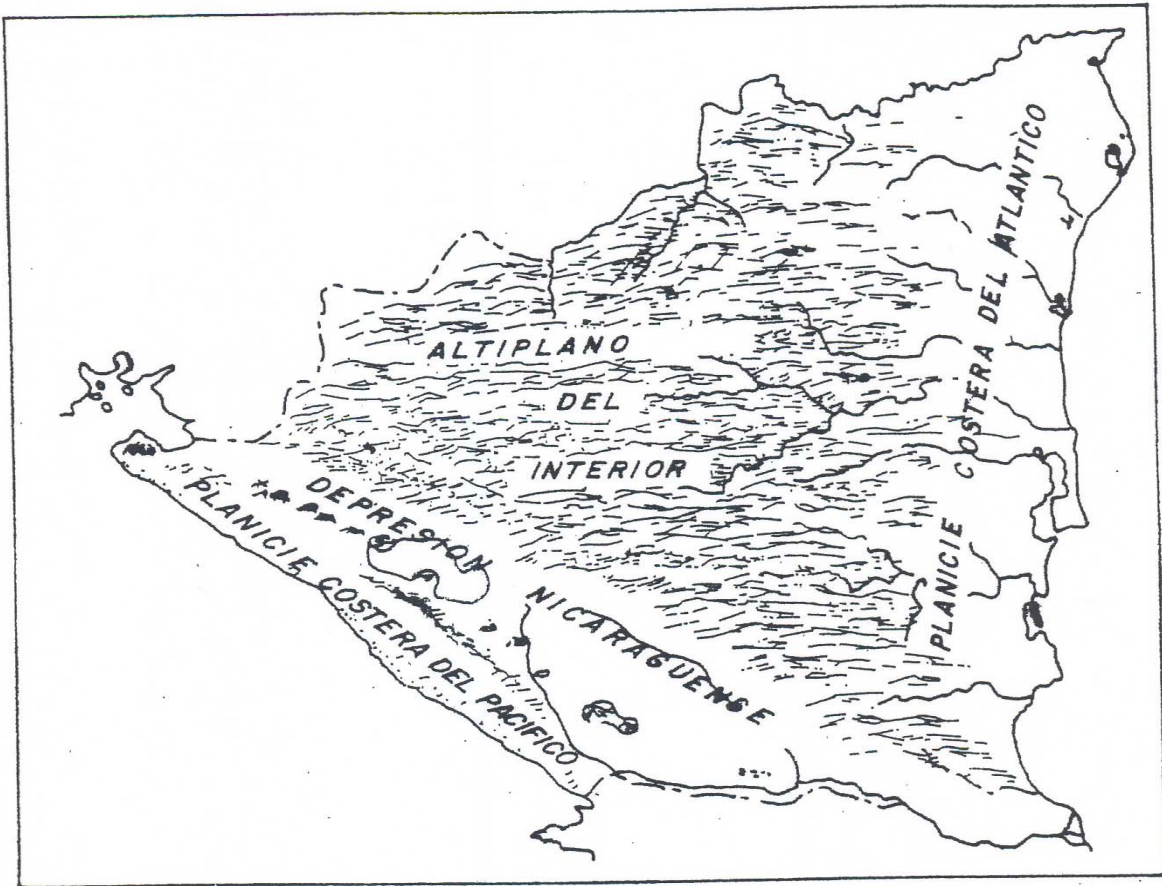 ALTIPLANO
DEL
INTERIOR
PLANICIE COSTERA DEL ATLANTICO
DEPRESION NICARAGUENSE
PLANICIE COSTERA DEL PACIFICO